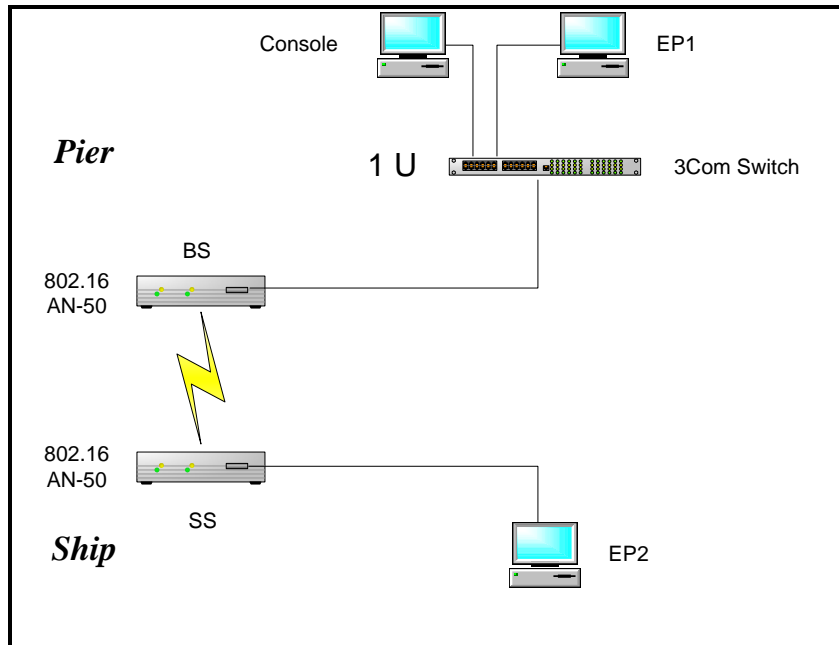 Console
EP1
Pier
1 U
3Com Switch
BS
802.16
AN-50
802.16
AN-50
SS
Ship
EP2